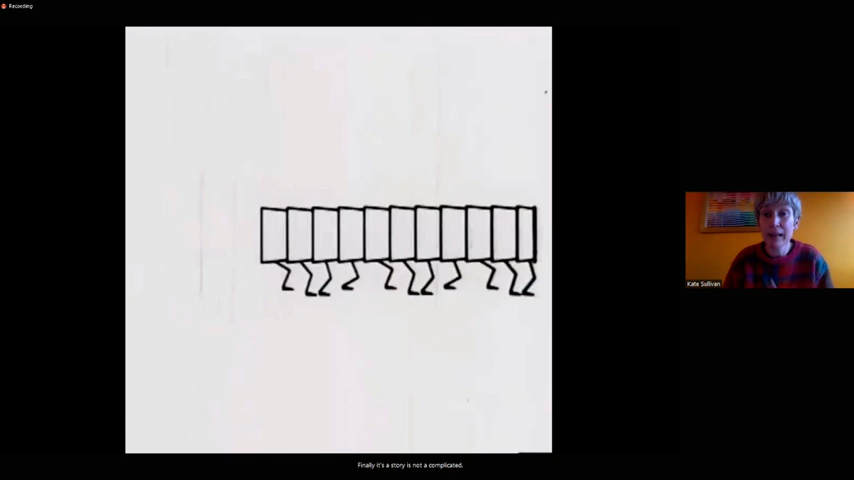 Recording
Kate Sullivan
Finally it's a story is not a complicated.